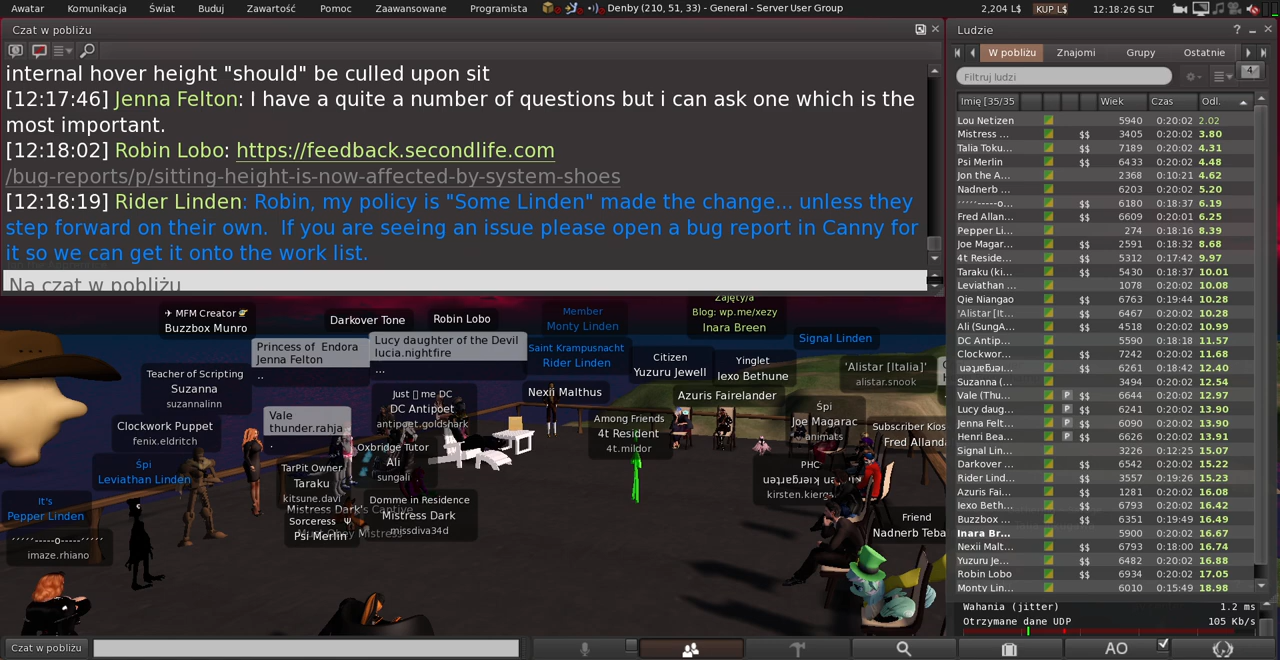 Awatar Komunikacja Świat Buduj Zawartość Pomoc Zaawansowane Programista Denby (210, 51, 33) - General - Server User Group 2,204 L$ KUP L$ 12:18:26 SLT
Czat w pobliżu
internal hover height "should" be culled upon sit
[12:17:46] Jenna Felton: I have a quite a number of questions but i can ask one which is the
most important.
[12:18:02] Robin Lobo: https://feedback.secondlife.com
/bug-reports/p/sitting-height-is-now-affected-by-system-shoes
[12:18:19] Rider Linden: Robin, my policy is "Some Linden" made the change... unless they
step forward on their own.  If you are seeing an issue please open a bug report in Canny for
it so we can get it onto the work list.
Na czat w pobliżu
✈ MFM Creator
Buzzbox Munro
Darkover Tone
Robin Lobo
Member
Monty Linden
Zajęty/a
Blog: wp.me/xezy
Inara Breen
Princess of  Endora
Jenna Felton
..
Lucy daughter of the Devil
lucia.nightfire
...
Saint Krampusnacht
Rider Linden
Signal Linden
Citizen
Yuzuru Jewell
Yinglet
Iexo Bethune
'Alistar [Italia]'
alistar.snook
Teacher of Scripting
Suzanna
suzannalinn
Just me DC
DC Antipoet
antipoet.goldshark
Nexii Malthus
Azuris Fairelander
Vale
thunder.rahja
.
Clockwork Puppet
fenix.eldritch
Among Friends
4t Resident
4t.mildor
Śpi
Joe Magarac
animats
Subscriber Kios
Fred Alland
Oxbridge Tutor
Ali
sungali
Śpi
Leviathan Linden
TarPit Owner
Taraku
kitsune.davi
PHC
kirsten.kierg
It's
Pepper Linden
Domme in Residence
Mistress Dark
missdiva34d
Mistress Dark's Captive
Sorceress
Psi Merlin
Friend
Nadnerb Teba
´´´´´-----o-----´´´´´
imaze.rhiano
Czat w pobliżu
AO
Ludzie
W pobliżu Znajomi Grupy Ostatnie
Filtruj ludzi
4
Imię [35/35 Wiek Czas Odl.
Lou Netizen 5940 0:20:02 2.02
Mistress ... $$ 3405 0:20:02 3.80
Talia Toku... $$ 7189 0:20:02 4.31
Psi Merlin $$ 6433 0:20:02 4.48
Jon the A... 2368 0:10:21 4.62
Nadnerb ... 6203 0:20:02 5.20
´´´´´-----o... $$ 6180 0:18:37 6.19
Fred Allan... $$ 6609 0:20:01 6.25
Pepper Li... 274 0:18:16 8.39
Joe Magar... $$ 2591 0:18:32 8.68
4t Reside... $$ 5312 0:17:42 9.97
Taraku (ki... $$ 5430 0:18:37 10.01
Leviathan ... 1078 0:20:02 10.08
Qie Niangao $$ 6763 0:19:44 10.28
'Alistar [It... $$ 6467 0:20:02 10.28
Ali (SungA... $$ 4518 0:20:02 10.99
DC Antip... 5590 0:18:18 11.57
Clockwor... $$ 7242 0:20:02 11.68
$$ 6261 0:18:42 12.40
Suzanna (... 3494 0:20:02 12.54
Vale (Thu... P $$ 6644 0:20:02 12.97
Lucy daug... P $$ 6241 0:20:02 13.90
Jenna Felt... P $$ 6090 0:20:02 13.90
Henri Bea... P $$ 6626 0:20:02 13.91
Signal Lin... 3226 0:12:25 15.07
Darkover ... $$ 6542 0:20:02 15.22
Rider Lind... $$ 3557 0:19:26 15.23
Azuris Fai... $$ 1281 0:20:02 16.08
Iexo Beth... $$ 6793 0:20:02 16.42
Buzzbox ... $$ 6351 0:19:49 16.49
Inara Br... 5900 0:20:02 16.67
Nexii Malt... $$ 6793 0:18:00 16.74
Yuzuru Je... $$ 6482 0:20:02 16.88
Robin Lobo $$ 6934 0:20:02 17.05
Monty Lin... 6010 0:15:49 18.98
Wahania (jitter) 1.2 ms
Otrzymane dane UDP 105 Kb/s